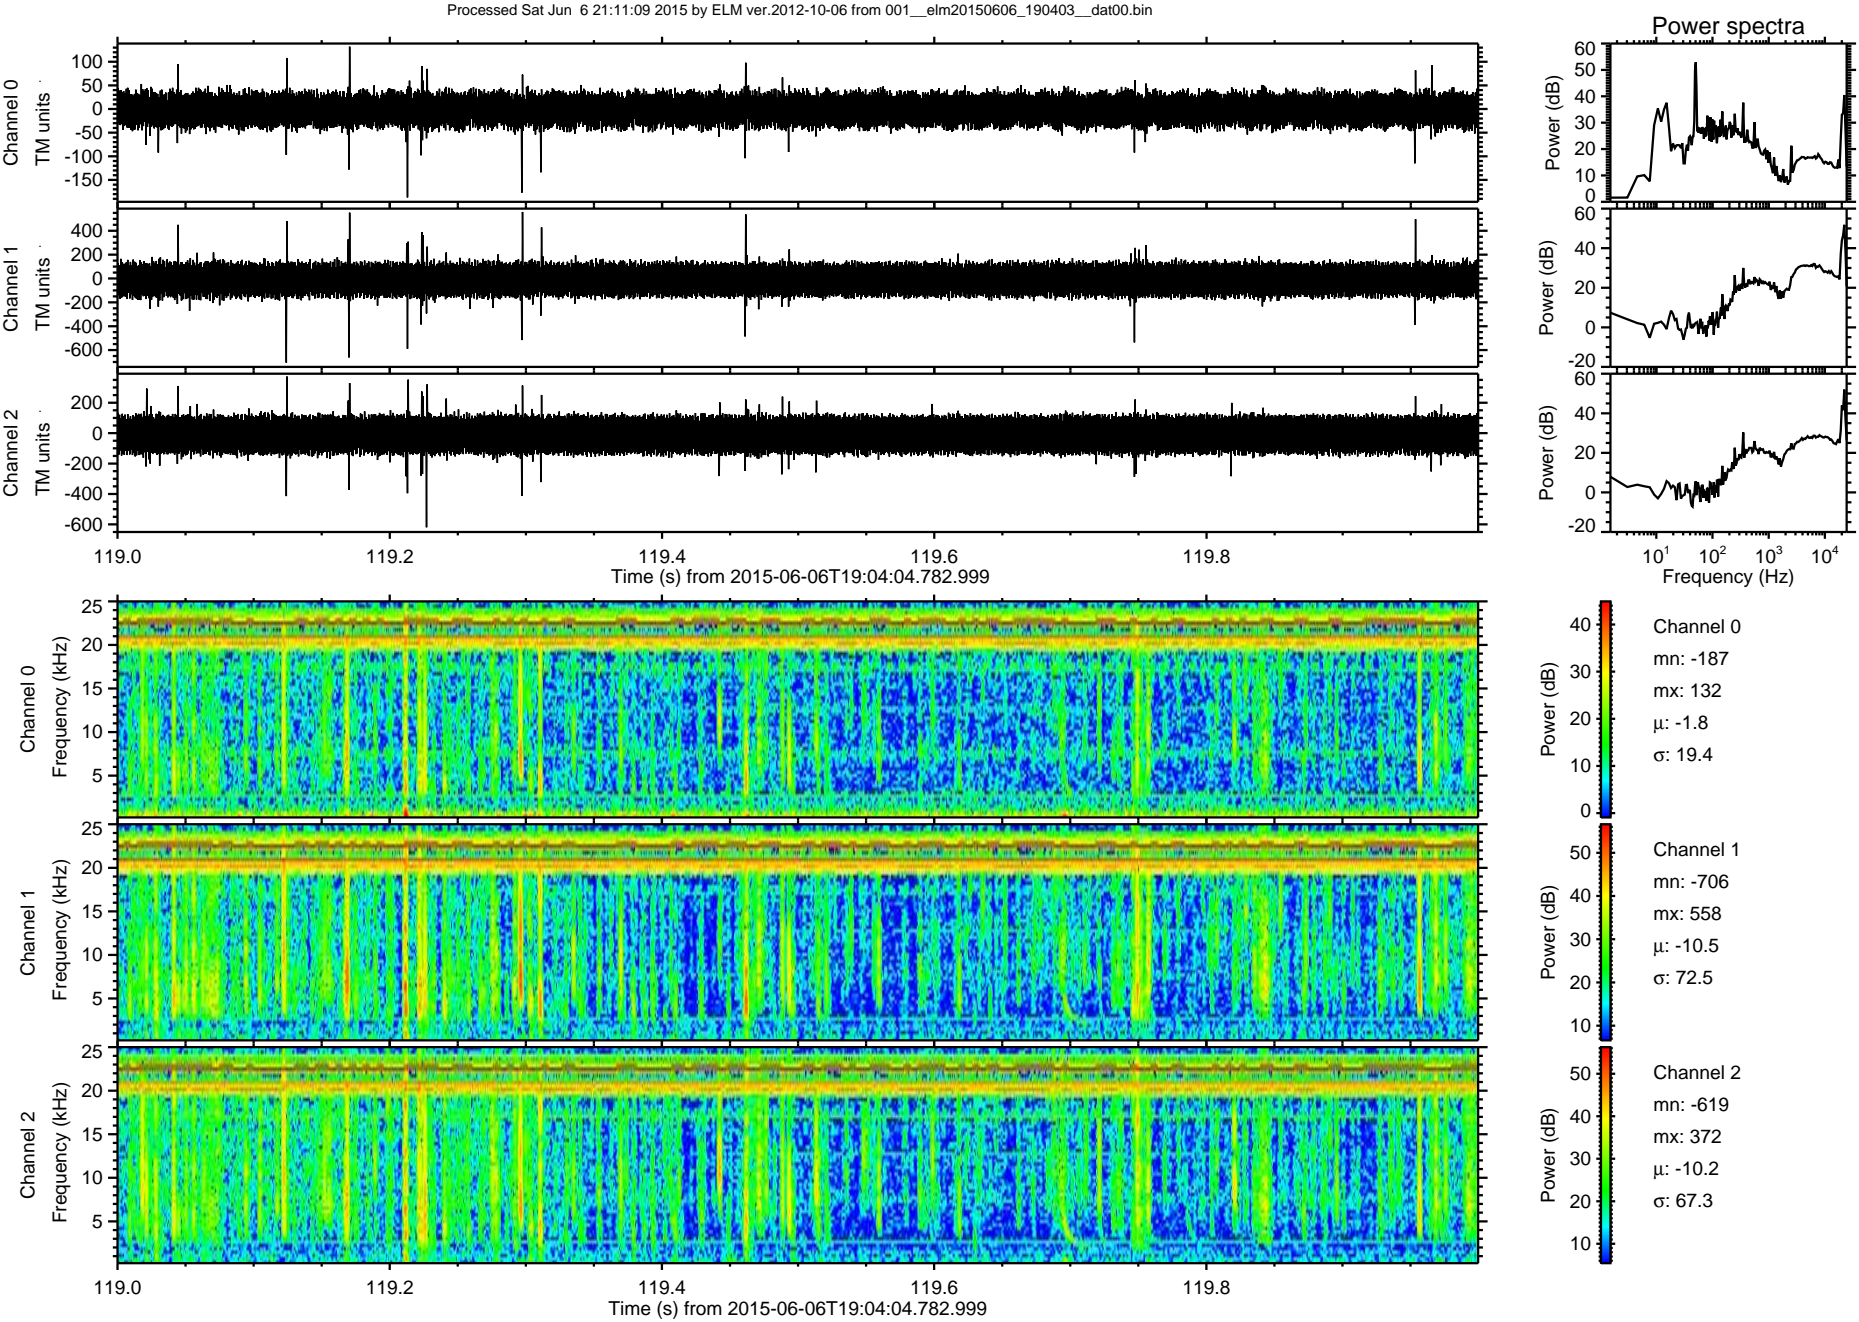 Processed Sat Jun 6 21:11:09 2015 by ELM ver.2012-10-06 from 001__elm20150606_190403__dat00.bin
Power spectra
Channel 0
TM units
100
50
0
-50
-100
-150
Power (dB)
60
50
40
30
20
10
0
Channel 1
TM units
400
200
0
-200
-400
-600
Power (dB)
60
40
20
0
-20
Channel 2
TM units
200
0
-200
-400
-600
Power (dB)
60
40
20
0
-20
119.0 119.2 119.4 119.6 119.8
Time (s) from 2015-06-06T19:04:04.782.999
10¹ 10² 10³ 10⁴
Frequency (Hz)
Channel 0
Frequency (kHz)
25
20
15
10
5
Power (dB)
40
30
20
10
0
Channel 0
mn: -187
mx: 132
μ: -1.8
σ: 19.4
Channel 1
Frequency (kHz)
25
20
15
10
5
Power (dB)
50
40
30
20
10
Channel 1
mn: -706
mx: 558
μ: -10.5
σ: 72.5
Channel 2
Frequency (kHz)
25
20
15
10
5
Power (dB)
50
40
30
20
10
Channel 2
mn: -619
mx: 372
μ: -10.2
σ: 67.3
119.0 119.2 119.4 119.6 119.8
Time (s) from 2015-06-06T19:04:04.782.999